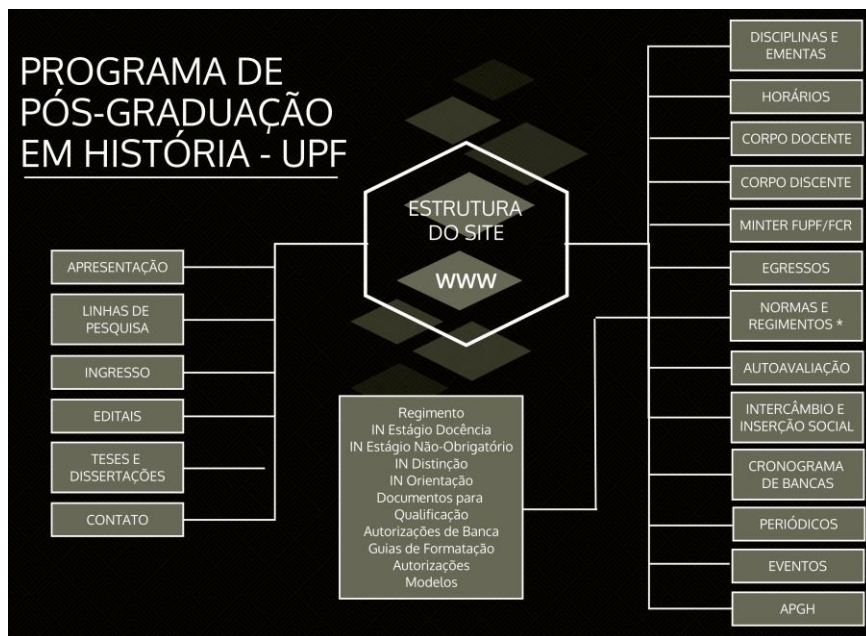 PROGRAMA DE
PÓS-GRADUAÇÃO
EM HISTÓRIA - UPF
ESTRUTURA
DO SITE
WWW
APRESENTAÇÃO
LINHAS DE
PESQUISA
INGRESSO
EDITAIS
TESES E
DISSERTAÇÕES
CONTATO
Regimento
IN Estágio Docência
IN Estágio Não-Obrigatório
IN Distinção
IN Orientação
Documentos para
Qualificação
Autorizações de Banca
Guias de Formatação
Autorizações
Modelos
DISCIPLINAS E
EMENTAS
HORÁRIOS
CORPO DOCENTE
CORPO DISCENTE
MINTER FUPF/FCR
EGRESSOS
NORMAS E
REGIMENTOS *
AUTOAVALIAÇÃO
INTERCÂMBIO E
INSERÇÃO SOCIAL
CRONOGRAMA
DE BANCAS
PERIÓDICOS
EVENTOS
APGH